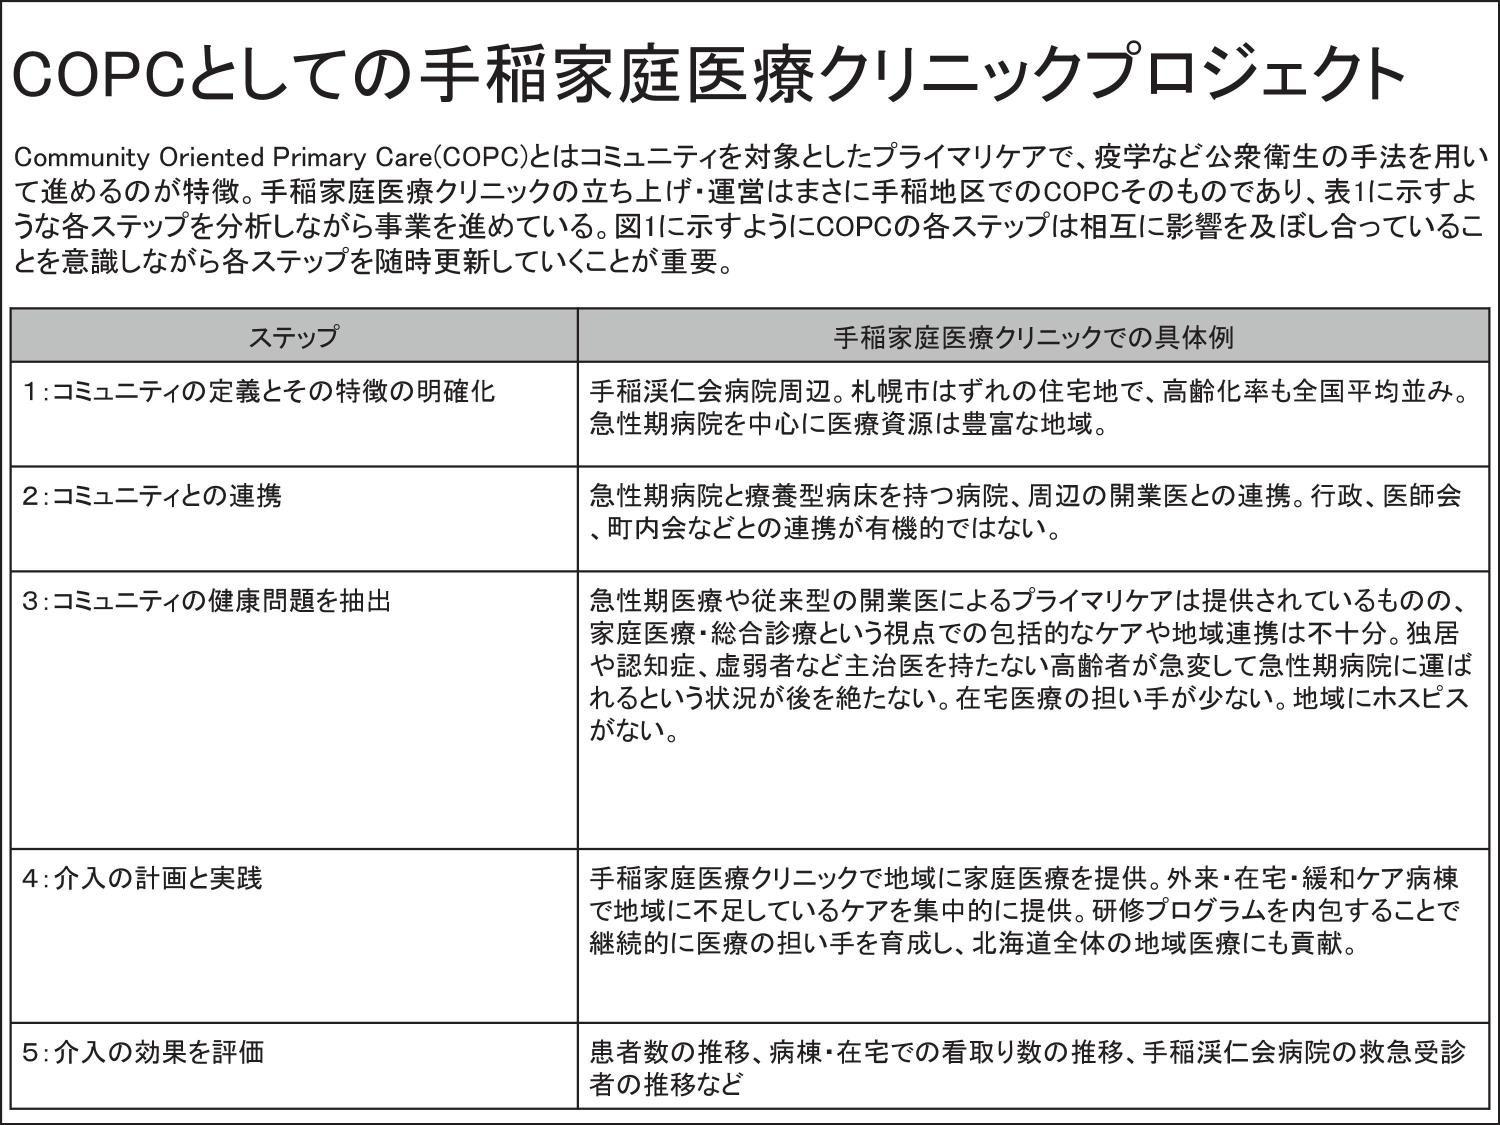 COPCとしての手稲家庭医療クリニックプロジェクト
Community Oriented Primary Care(COPC)とはコミュニティを対象としたプライマリケアで、疫学など公衆衛生の手法を用い
て進めるのが特徴。手稲家庭医療クリニックの立ち上げ・運営はまさに手稲地区でのCOPCそのものであり、表1に示すよ
うな各ステップを分析しながら事業を進めている。図1に示すようにCOPCの各ステップは相互に影響を及ぼし合っているこ
とを意識しながら各ステップを随時更新していくことが重要。
ステップ
手稲家庭医療クリニックでの具体例
1:コミュニティの定義とその特徴の明確化
手稲渓仁会病院周辺。札幌市はずれの住宅地で、高齢化率も全国平均並み。
急性期病院を中心に医療資源は豊富な地域。
2:コミュニティとの連携
急性期病院と療養型病床を持つ病院、周辺の開業医との連携。行政、医師会
、町内会などとの連携が有機的ではない。
3:コミュニティの健康問題を抽出
急性期医療や従来型の開業医によるプライマリケアは提供されているものの、
家庭医療・総合診療という視点での包括的なケアや地域連携は不十分。独居
や認知症、虚弱者など主治医を持たない高齢者が急変して急性期病院に運ば
れるという状況が後を絶たない。在宅医療の担い手が少ない。地域にホスピス
がない。
4:介入の計画と実践
手稲家庭医療クリニックで地域に家庭医療を提供。外来・在宅・緩和ケア病棟
で地域に不足しているケアを集中的に提供。研修プログラムを内包することで
継続的に医療の担い手を育成し、北海道全体の地域医療にも貢献。
5:介入の効果を評価
患者数の推移、病棟・在宅での看取り数の推移、手稲渓仁会病院の救急受診
者の推移など